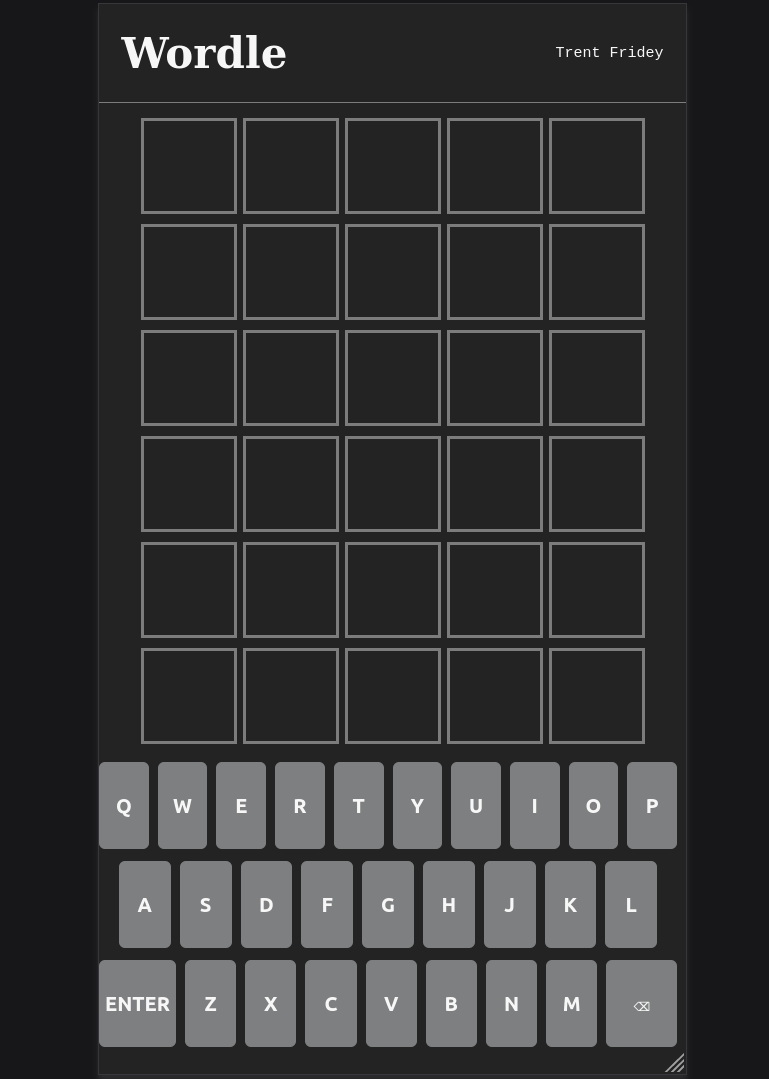 Wordle
Trent Fridey
Q W E R T Y U I O P
A S D F G H J K L
ENTER Z X C V B N M ⌫